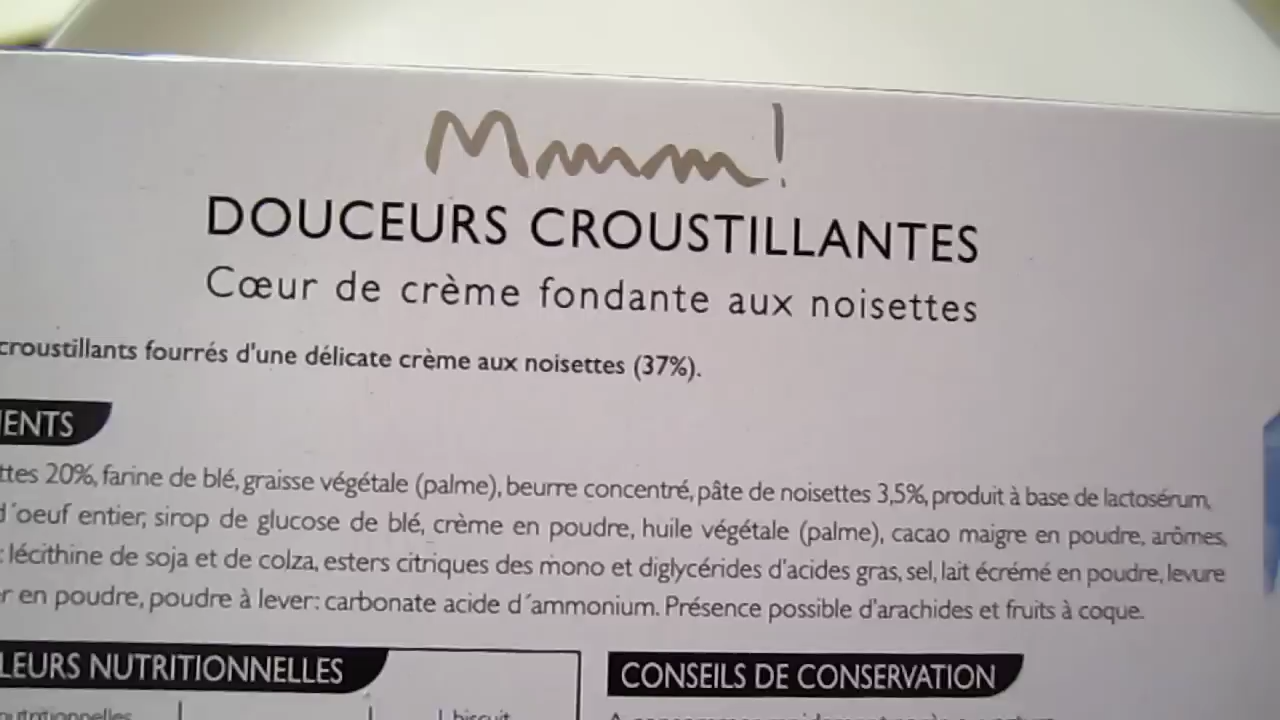 Mmmm!
DOUCEURS CROUSTILLANTES
Cœur de crème fondante aux noisettes
croustillants fourrés d'une délicate crème aux noisettes (37%).
IENTS
ttes 20%, farine de blé, graisse végétale (palme), beurre concentré, pâte de noisettes 3,5%, produit à base de lactosérum,
d´oeuf entier, sirop de glucose de blé, crème en poudre, huile végétale (palme), cacao maigre en poudre, arômes,
: lécithine de soja et de colza, esters citriques des mono et diglycérides d'acides gras, sel, lait écrémé en poudre, levure
r en poudre, poudre à lever: carbonate acide d´ammonium. Présence possible d'arachides et fruits à coque.
LEURS NUTRITIONNELLES
CONSEILS DE CONSERVATION
biscuit